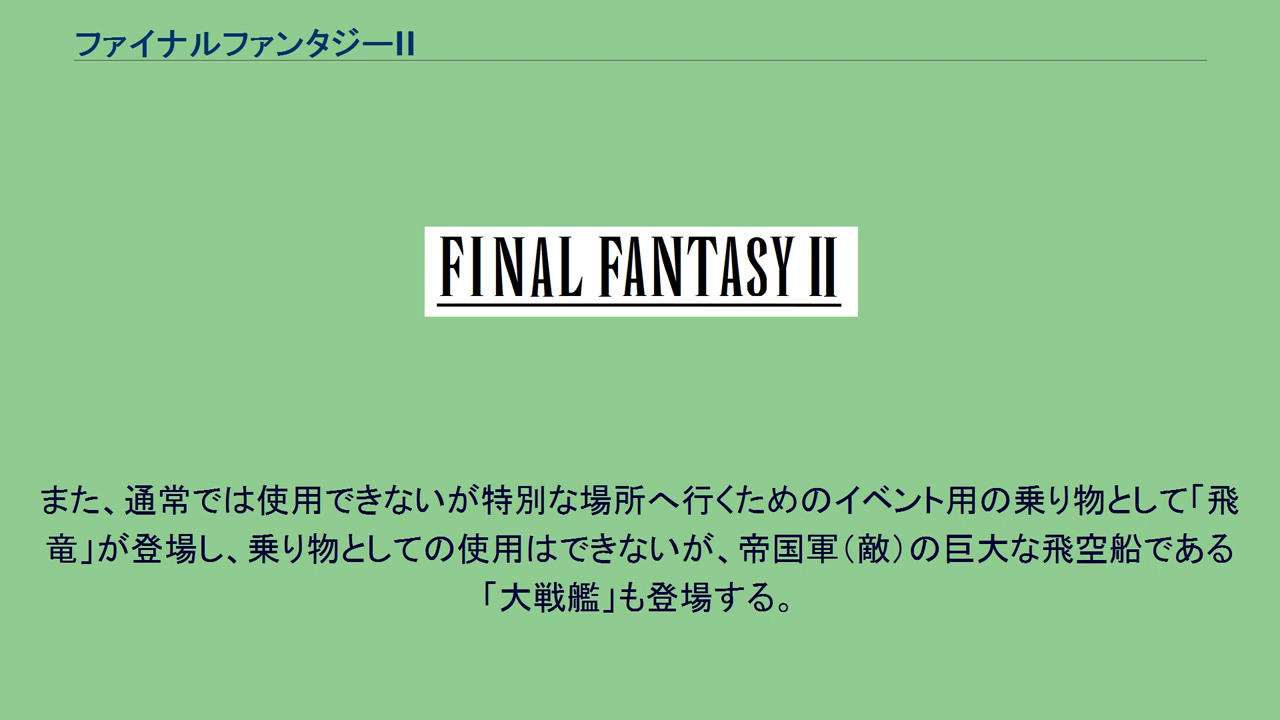 ファイナルファンタジーII
FINAL FANTASY II
また、通常では使用できないが特別な場所へ行くためのイベント用の乗り物として「飛
竜」が登場し、乗り物としての使用はできないが、帝国軍（敵）の巨大な飛空船である
「大戦艦」も登場する。